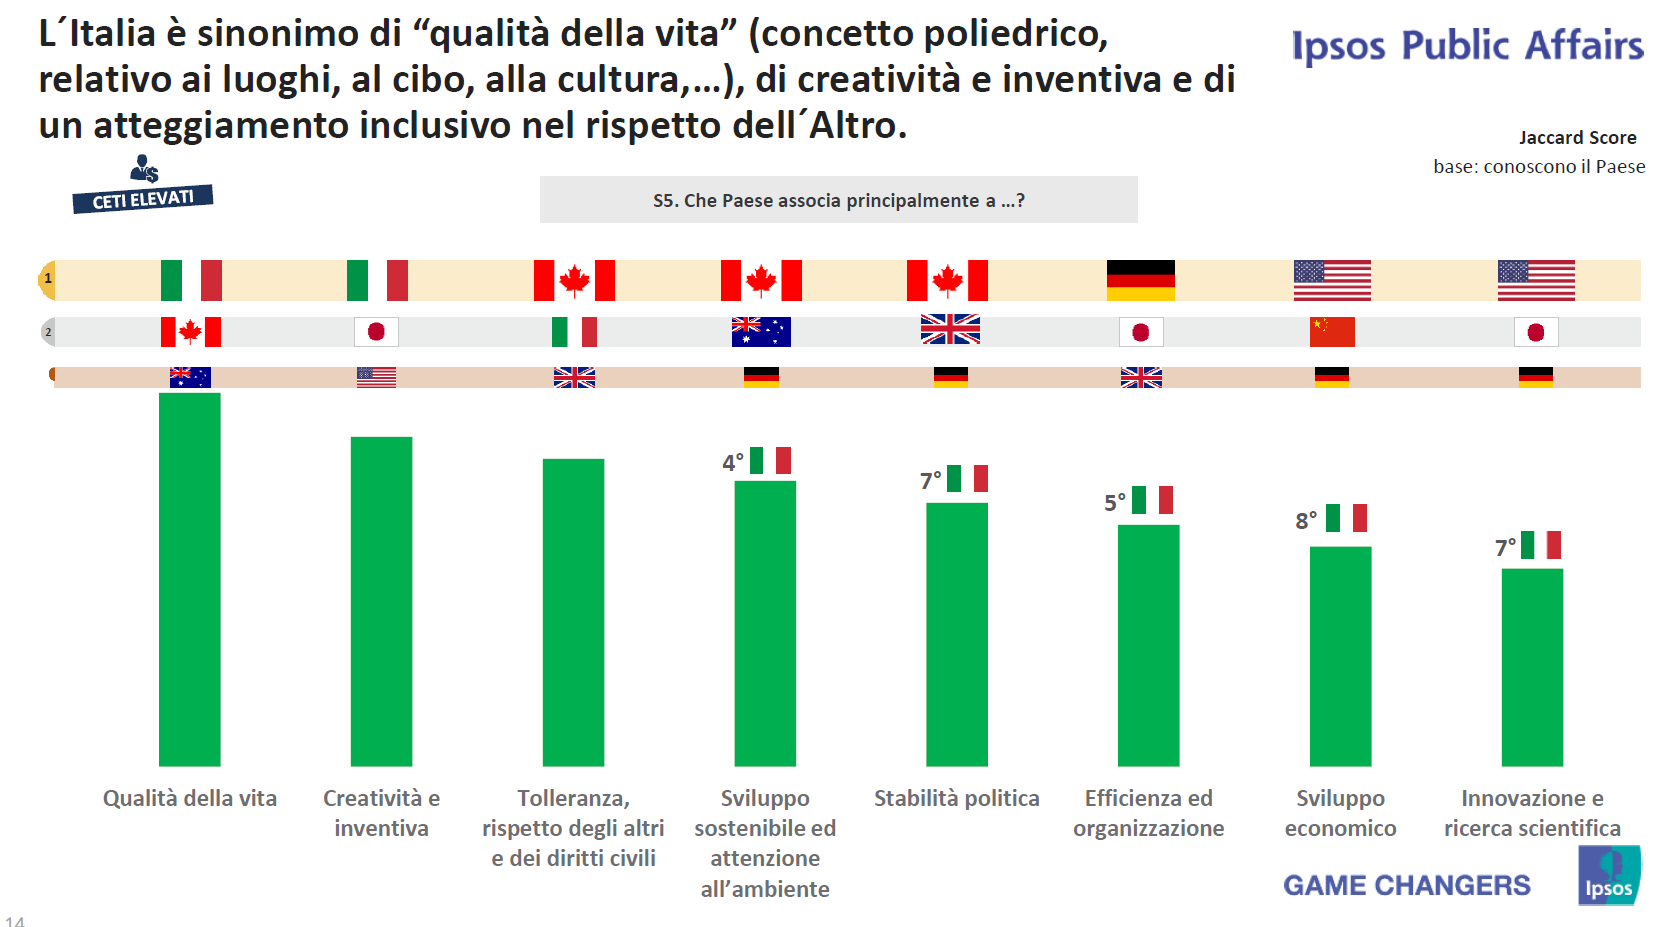 L´Italia è sinonimo di “qualità della vita” (concetto poliedrico,
relativo ai luoghi, al cibo, alla cultura,…), di creatività e inventiva e di
un atteggiamento inclusivo nel rispetto dell´Altro.
Ipsos Public Affairs
Jaccard Score
base: conoscono il Paese
CETI ELEVATI
S5. Che Paese associa principalmente a …?
1
2
4°
7°
5°
8°
7°
Qualità della vita
Creatività e
inventiva
Tolleranza,
rispetto degli altri
e dei diritti civili
Sviluppo
sostenibile ed
attenzione
all’ambiente
Stabilità politica
Efficienza ed
organizzazione
Sviluppo
economico
Innovazione e
ricerca scientifica
GAME CHANGERS
Ipsos
14